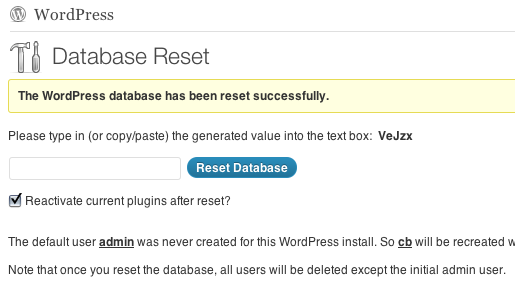 WordPress
Database Reset
The WordPress database has been reset successfully.
Please type in (or copy/paste) the generated value into the text box: VeJzx
Reset Database
Reactivate current plugins after reset?
The default user admin was never created for this WordPress install. So cb will be recreated w
Note that once you reset the database, all users will be deleted except the initial admin user.